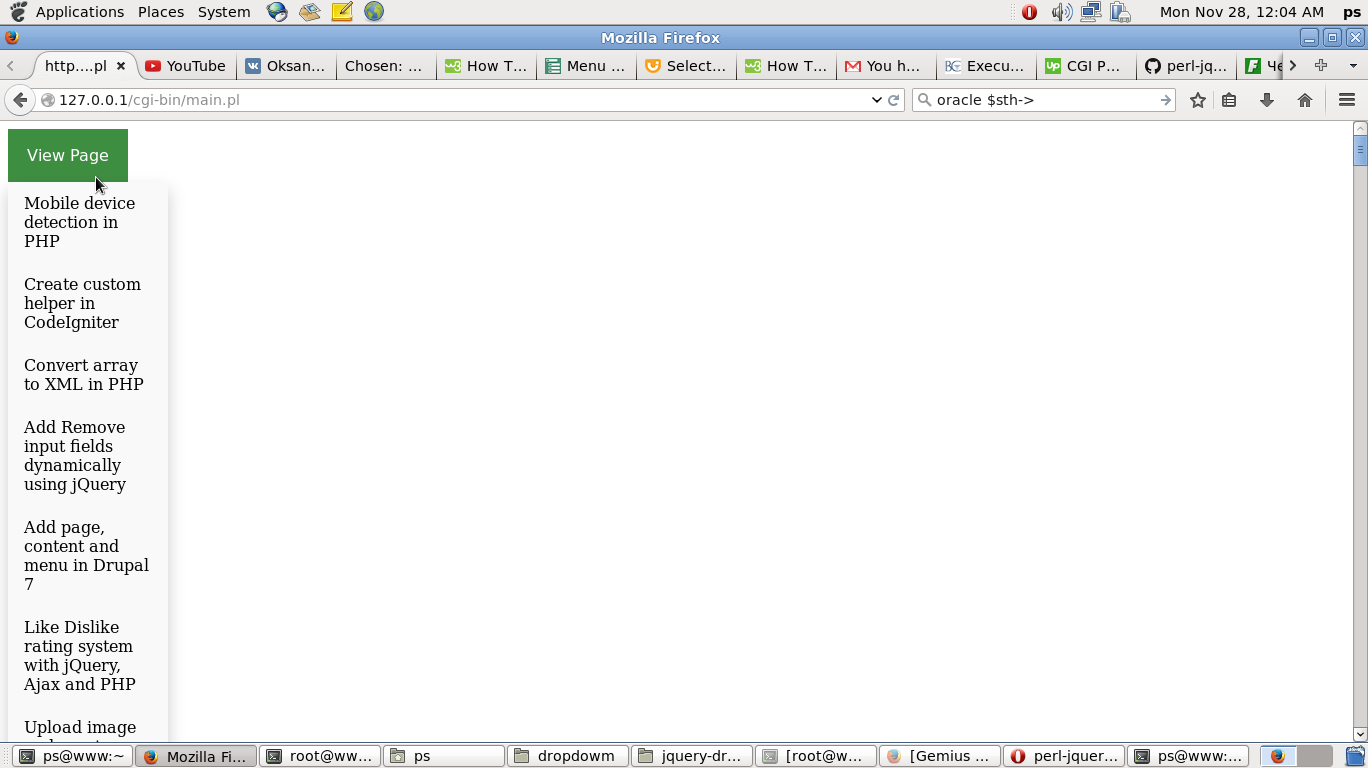 Applications Places System Mon Nov 28, 12:04 AM ps
Mozilla Firefox
http....pl YouTube Oksan... Chosen: ... How T... Menu ... Select... How T... You h... Execu... CGI P... perl-jq...
127.0.0.1/cgi-bin/main.pl oracle $sth->
View Page
Mobile device
detection in
PHP
Create custom
helper in
CodeIgniter
Convert array
to XML in PHP
Add Remove
input fields
dynamically
using jQuery
Add page,
content and
menu in Drupal
7
Like Dislike
rating system
with jQuery,
Ajax and PHP
Upload image
ps@www:~ Mozilla Fi... root@ww... ps dropdown jquery-dr... [root@w... [Gemius ... perl-jquer... ps@www:...